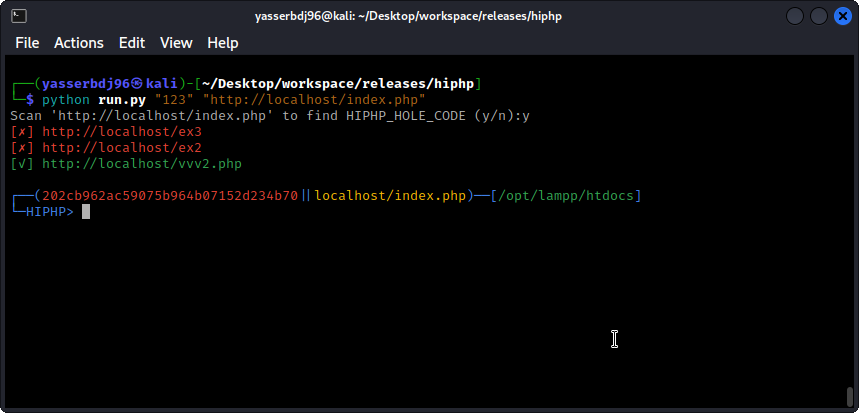 yasserbdj96@kali: ~/Desktop/workspace/releases/hiphp
File Actions Edit View Help
┌──(yasserbdj96㉿kali)-[~/Desktop/workspace/releases/hiphp]
└─$ python run.py "123" "http://localhost/index.php"
Scan 'http://localhost/index.php' to find HIPHP_HOLE_CODE (y/n):y
[✗] http://localhost/ex3
[✗] http://localhost/ex2
[√] http://localhost/vvv2.php
┌──(202cb962ac59075b964b07152d234b70||localhost/index.php)──[/opt/lampp/htdocs]
└─HIPHP>